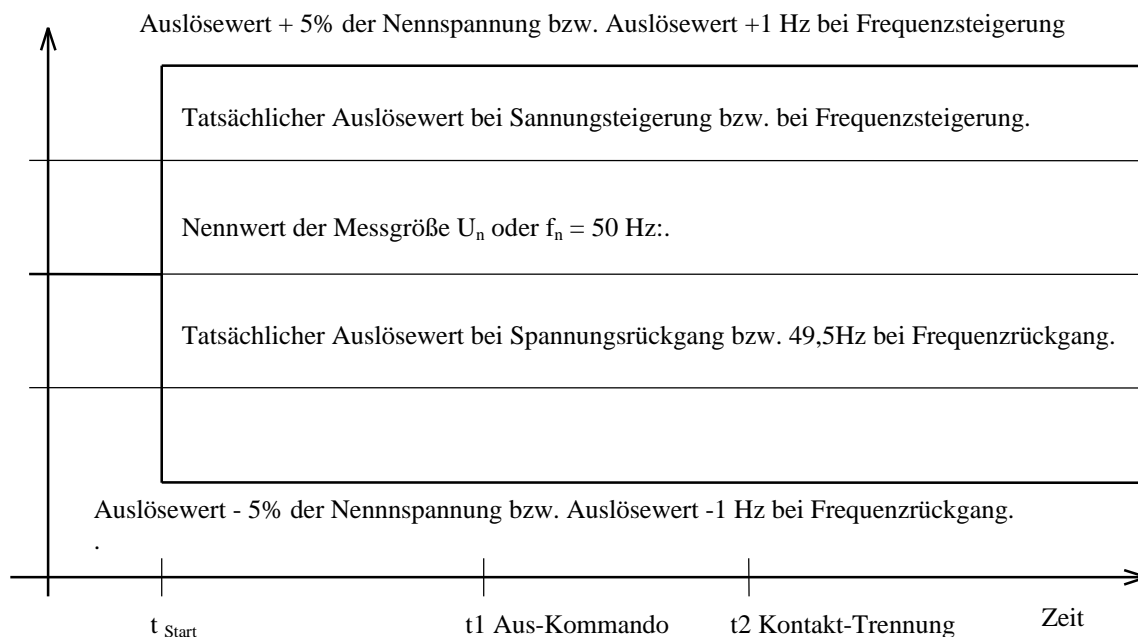 Auslösewert + 5% der Nennspannung bzw. Auslösewert +1 Hz bei Frequenzsteigerung
Tatsächlicher Auslösewert bei Sannungsteigerung bzw. bei Frequenzsteigerung.
Nennwert der Messgröße Un oder fn = 50 Hz:.
Tatsächlicher Auslösewert bei Spannungsrückgang bzw. 49,5Hz bei Frequenzrückgang.
Auslösewert - 5% der Nennnspannung bzw. Auslösewert -1 Hz bei Frequenzrückgang.
.
t Start t1 Aus-Kommando t2 Kontakt-Trennung Zeit